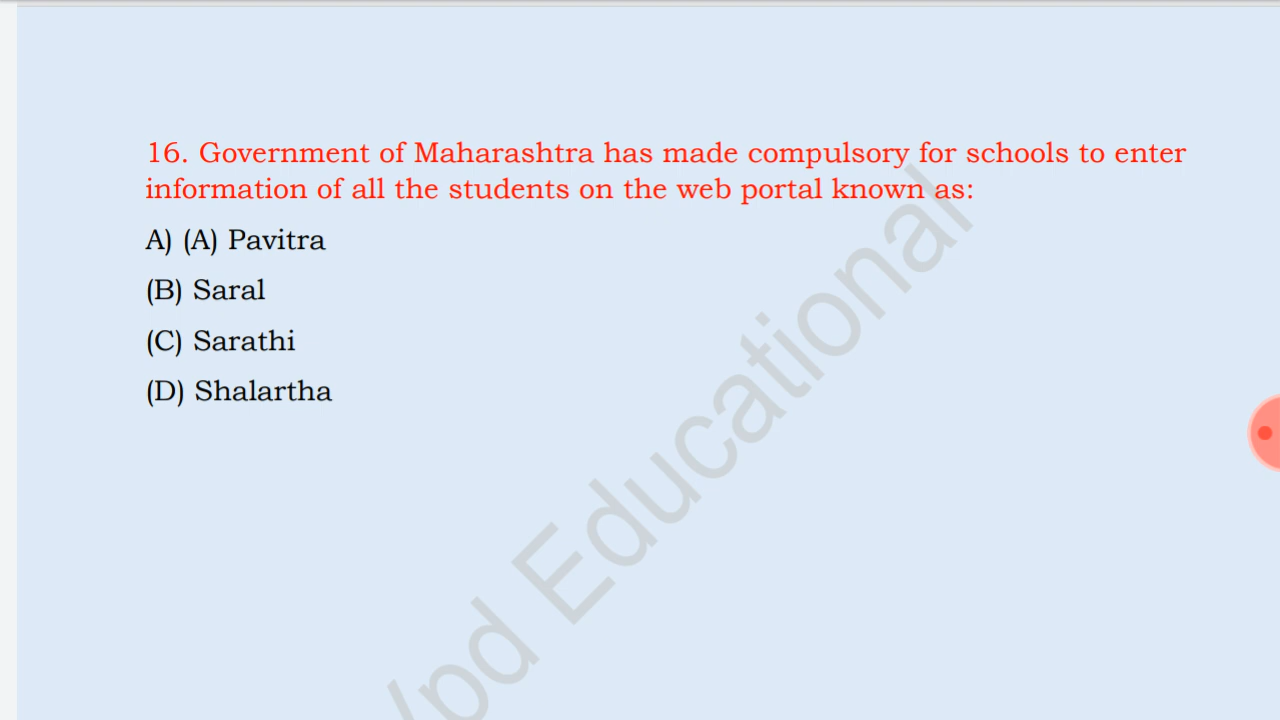 16. Government of Maharashtra has made compulsory for schools to enter
information of all the students on the web portal known as:
A) (A) Pavitra
(B) Saral
(C) Sarathi
(D) Shalartha
Educational